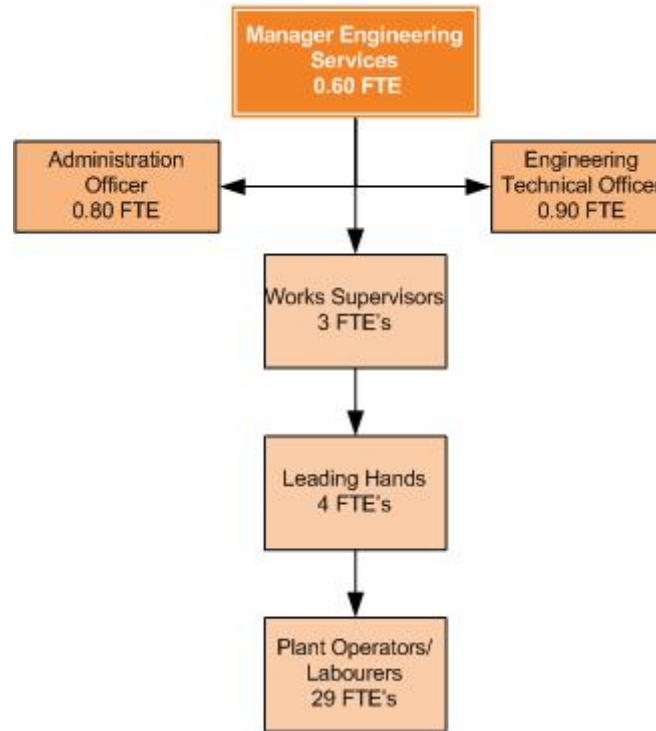 Manager Engineering
Services
0.60 FTE
Administration
Officer
0.80 FTE
Engineering
Technical Officer
0.90 FTE
Works Supervisors
3 FTE's
Leading Hands
4 FTE's
Plant Operators/
Labourers
29 FTE's